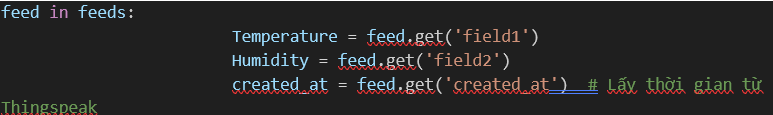 feed in feeds:
Temperature = feed.get('field1')
Humidity = feed.get('field2')
created_at = feed.get('created_at')  # Lấy thời gian từ
Thingspeak